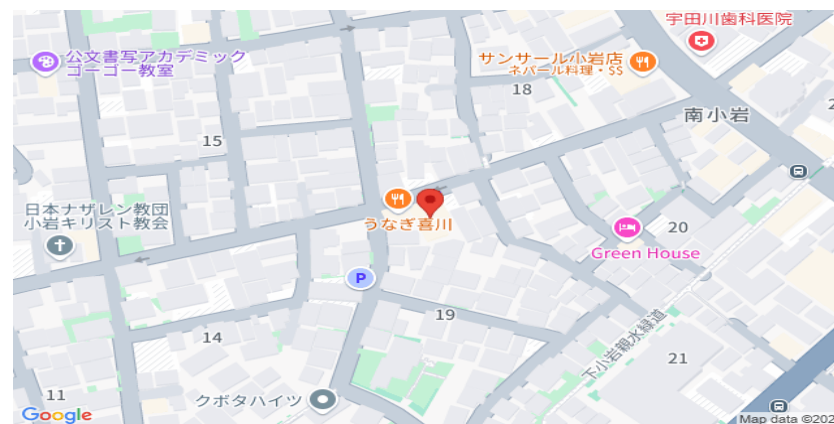 宇田川歯科医院
公文書写アカデミック
ゴーゴー教室
サンサール小岩店
ネパール料理・$$
18
南小岩
2
15
日本ナザレン教団
小岩キリスト教会
うなぎ喜川
20
Green House
P
19
下小岩親水緑道
14
21
11
クボタハイツ
Google
Map data ©202